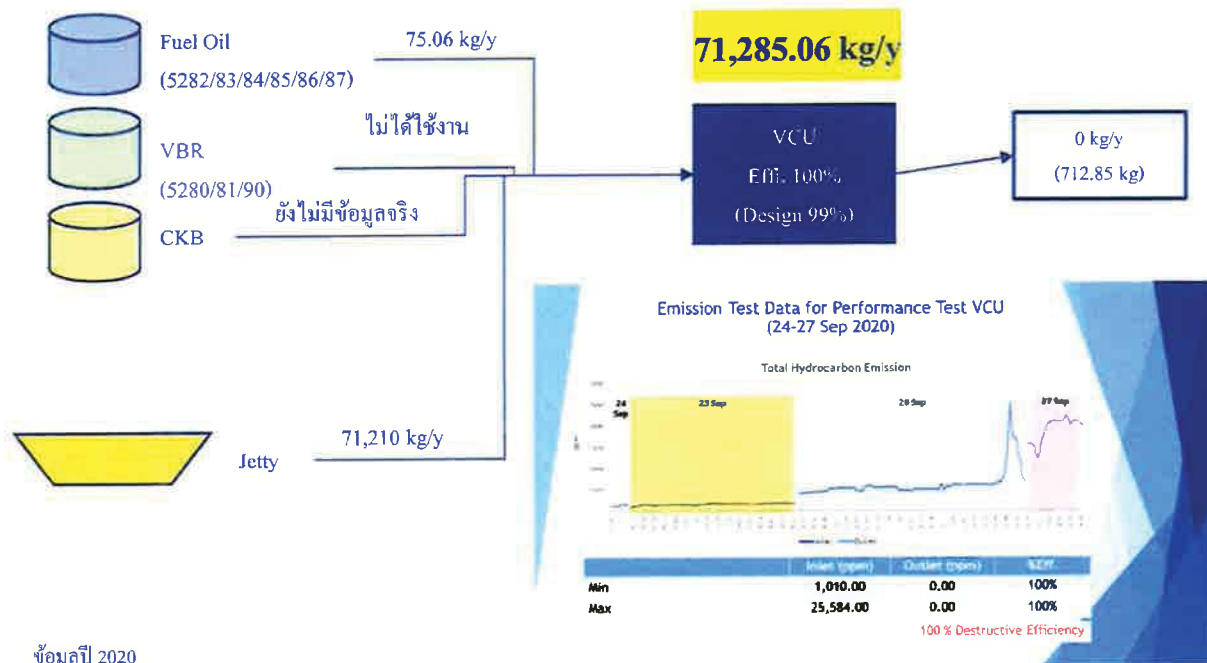 Fuel Oil
(5282/83/84/85/86/87)
75.06 kg/y
71,285.06 kg/y
ไม่ได้ใช้งาน
VBR
(5280/81/90)
ยังไม่มีข้อมูลจริง
CKB
VCU
Effi. 100%
(Design 99%)
0 kg/y
(712.85 kg)
71,210 kg/y
Jetty
Emission Test Data for Performance Test VCU
(24-27 Sep 2020)
Total Hydrocarbon Emission
24 Sep
Inlet (ppm) Outlet (ppm) %Eff.
Min 1,010.00 0.00 100%
Max 25,584.00 0.00 100%
100 % Destructive Efficiency
ข้อมูลปี 2020